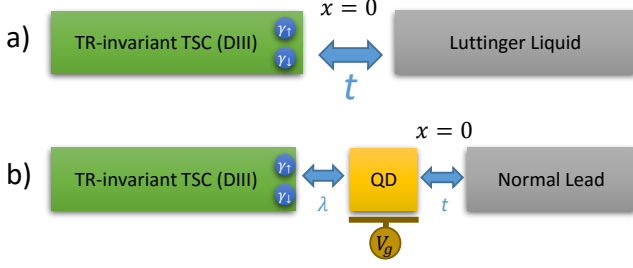 a)
x = 0
TR-invariant TSC (DIII)
γ↑
γ↓
t
Luttinger Liquid
b)
x = 0
TR-invariant TSC (DIII)
γ↑
γ↓
λ
QD
t
Normal Lead
Vg